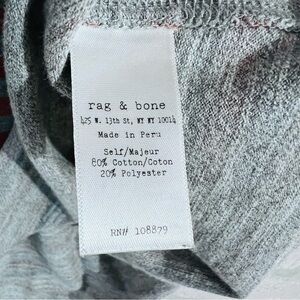 rag & bone
425 W. 13th St, NY NY 10014
Made in Peru
Self/Majeur
80% Cotton/Coton
20% Polyester
RN# 108879